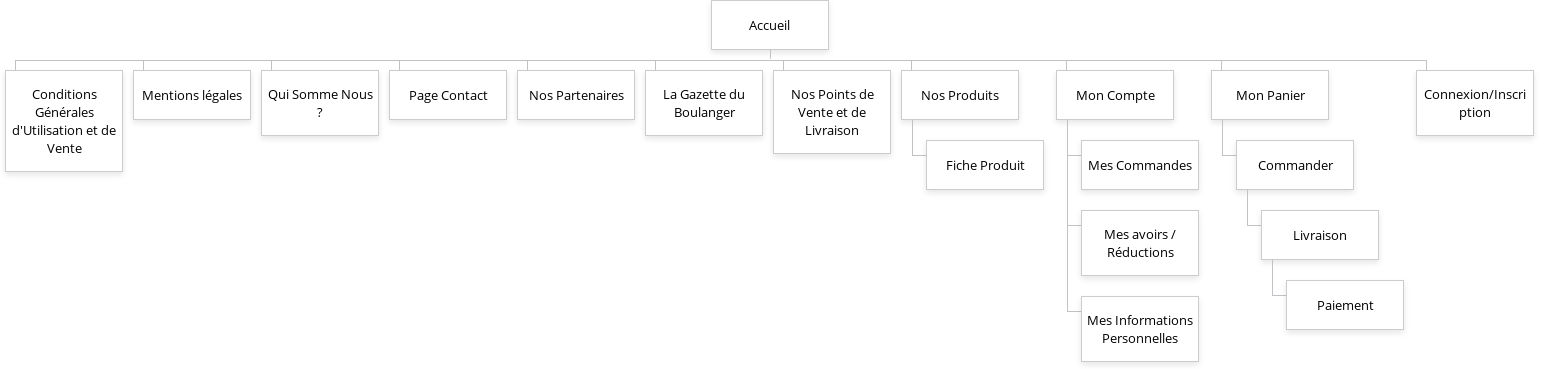 Accueil
Conditions
Générales
d'Utilisation et de
Vente
Mentions légales
Qui Somme Nous
?
Page Contact
Nos Partenaires
La Gazette du
Boulanger
Nos Points de
Vente et de
Livraison
Nos Produits
Fiche Produit
Mon Compte
Mes Commandes
Mes avoirs /
Réductions
Mes Informations
Personnelles
Mon Panier
Commander
Livraison
Paiement
Connexion/Inscri
ption